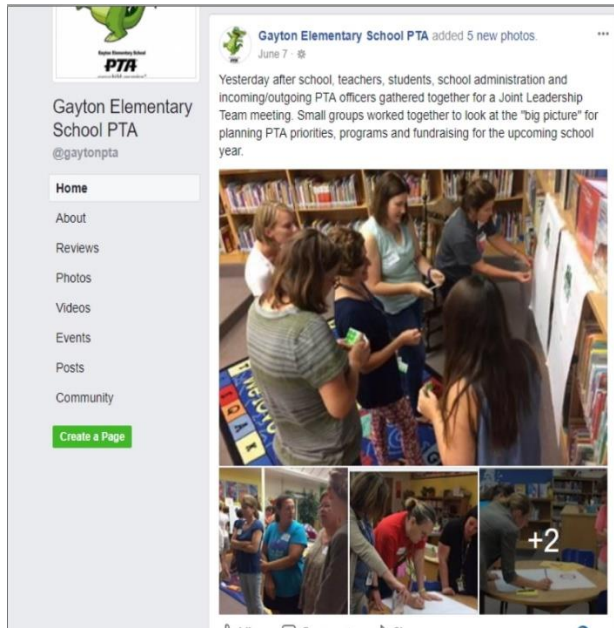 Gayton Elementary School
PTA
Gayton Elementary
School PTA
@gaytonpta
Home
About
Reviews
Photos
Videos
Events
Posts
Community
Create a Page
Gayton Elementary School PTA added 5 new photos.
June 7
Yesterday after school, teachers, students, school administration and
incoming/outgoing PTA officers gathered together for a Joint Leadership
Team meeting. Small groups worked together to look at the "big picture" for
planning PTA priorities, programs and fundraising for the upcoming school
year.
+2